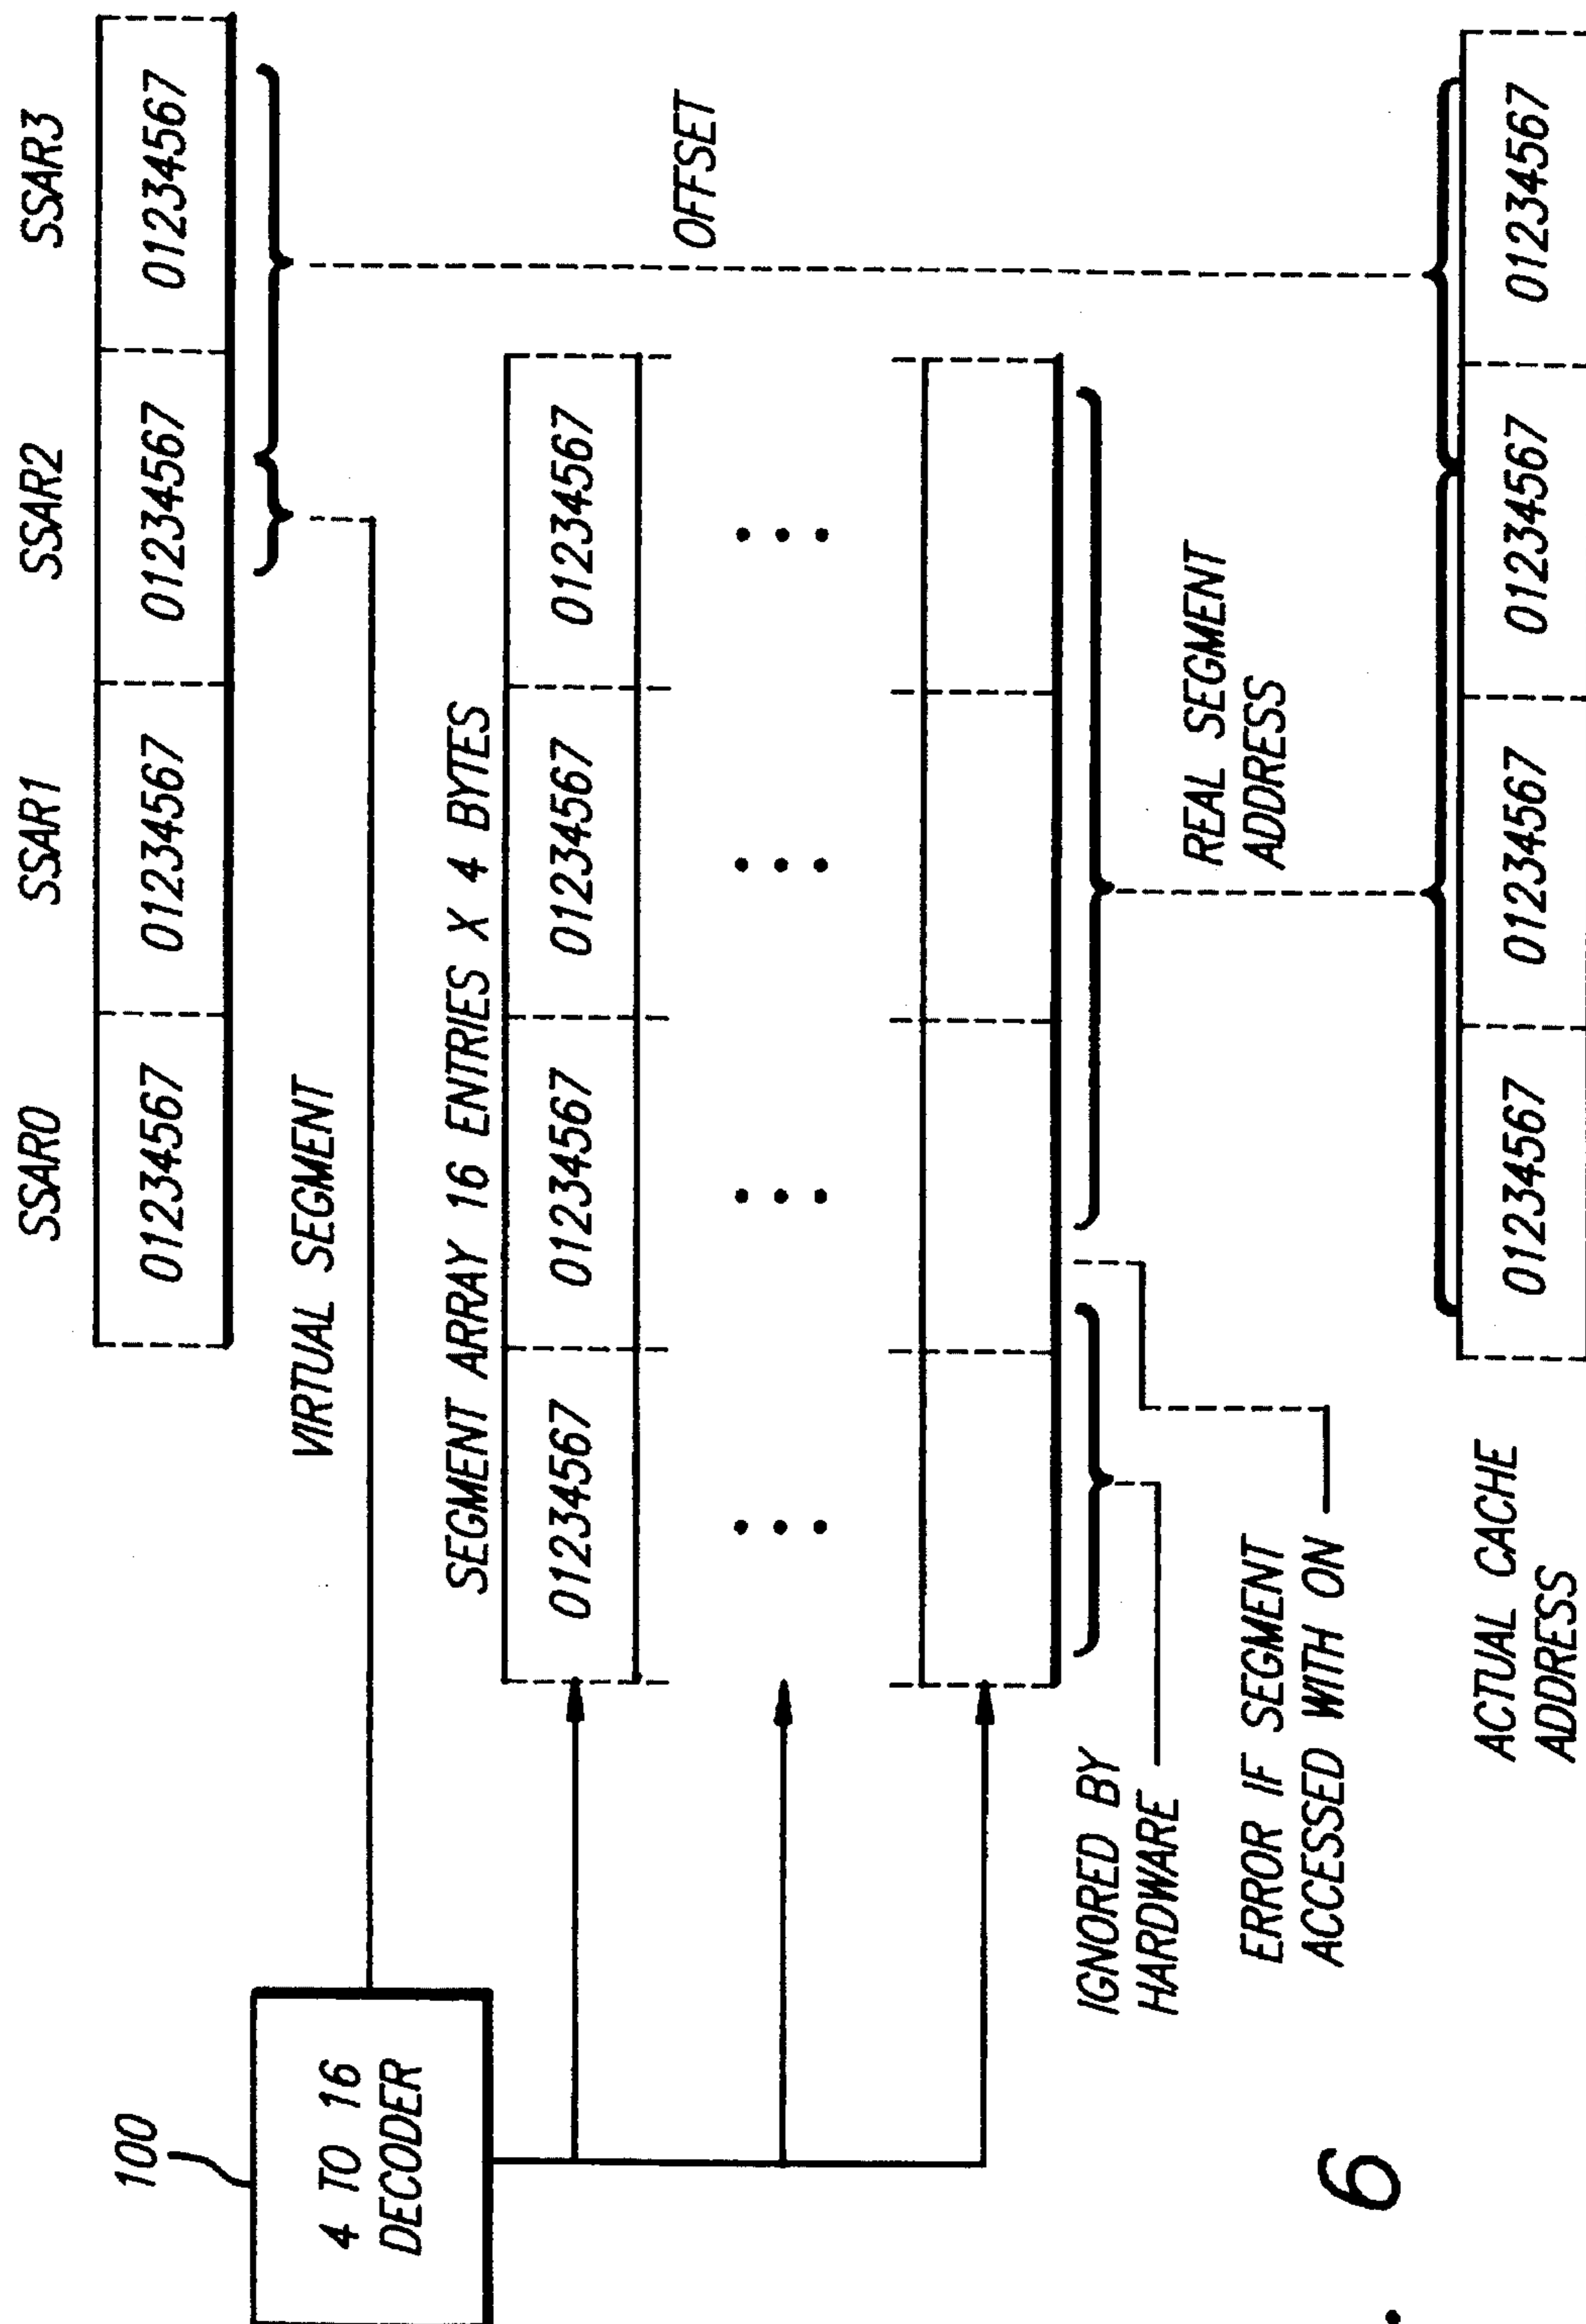 SSAR0 SSAR1 SSAR2 SSAR3
01234567 01234567 01234567 01234567
100
4 TO 16
DECODER
VIRTUAL SEGMENT
OFFSET
SEGMENT ARRAY 16 ENTRIES X 4 BYTES
01234567 01234567 01234567 01234567
IGNORED BY
HARDWARE
ERROR IF SEGMENT
ACCESSED WITH ON
REAL SEGMENT
ADDRESS
ACTUAL CACHE
ADDRESS
01234567 01234567 01234567 01234567
. 6